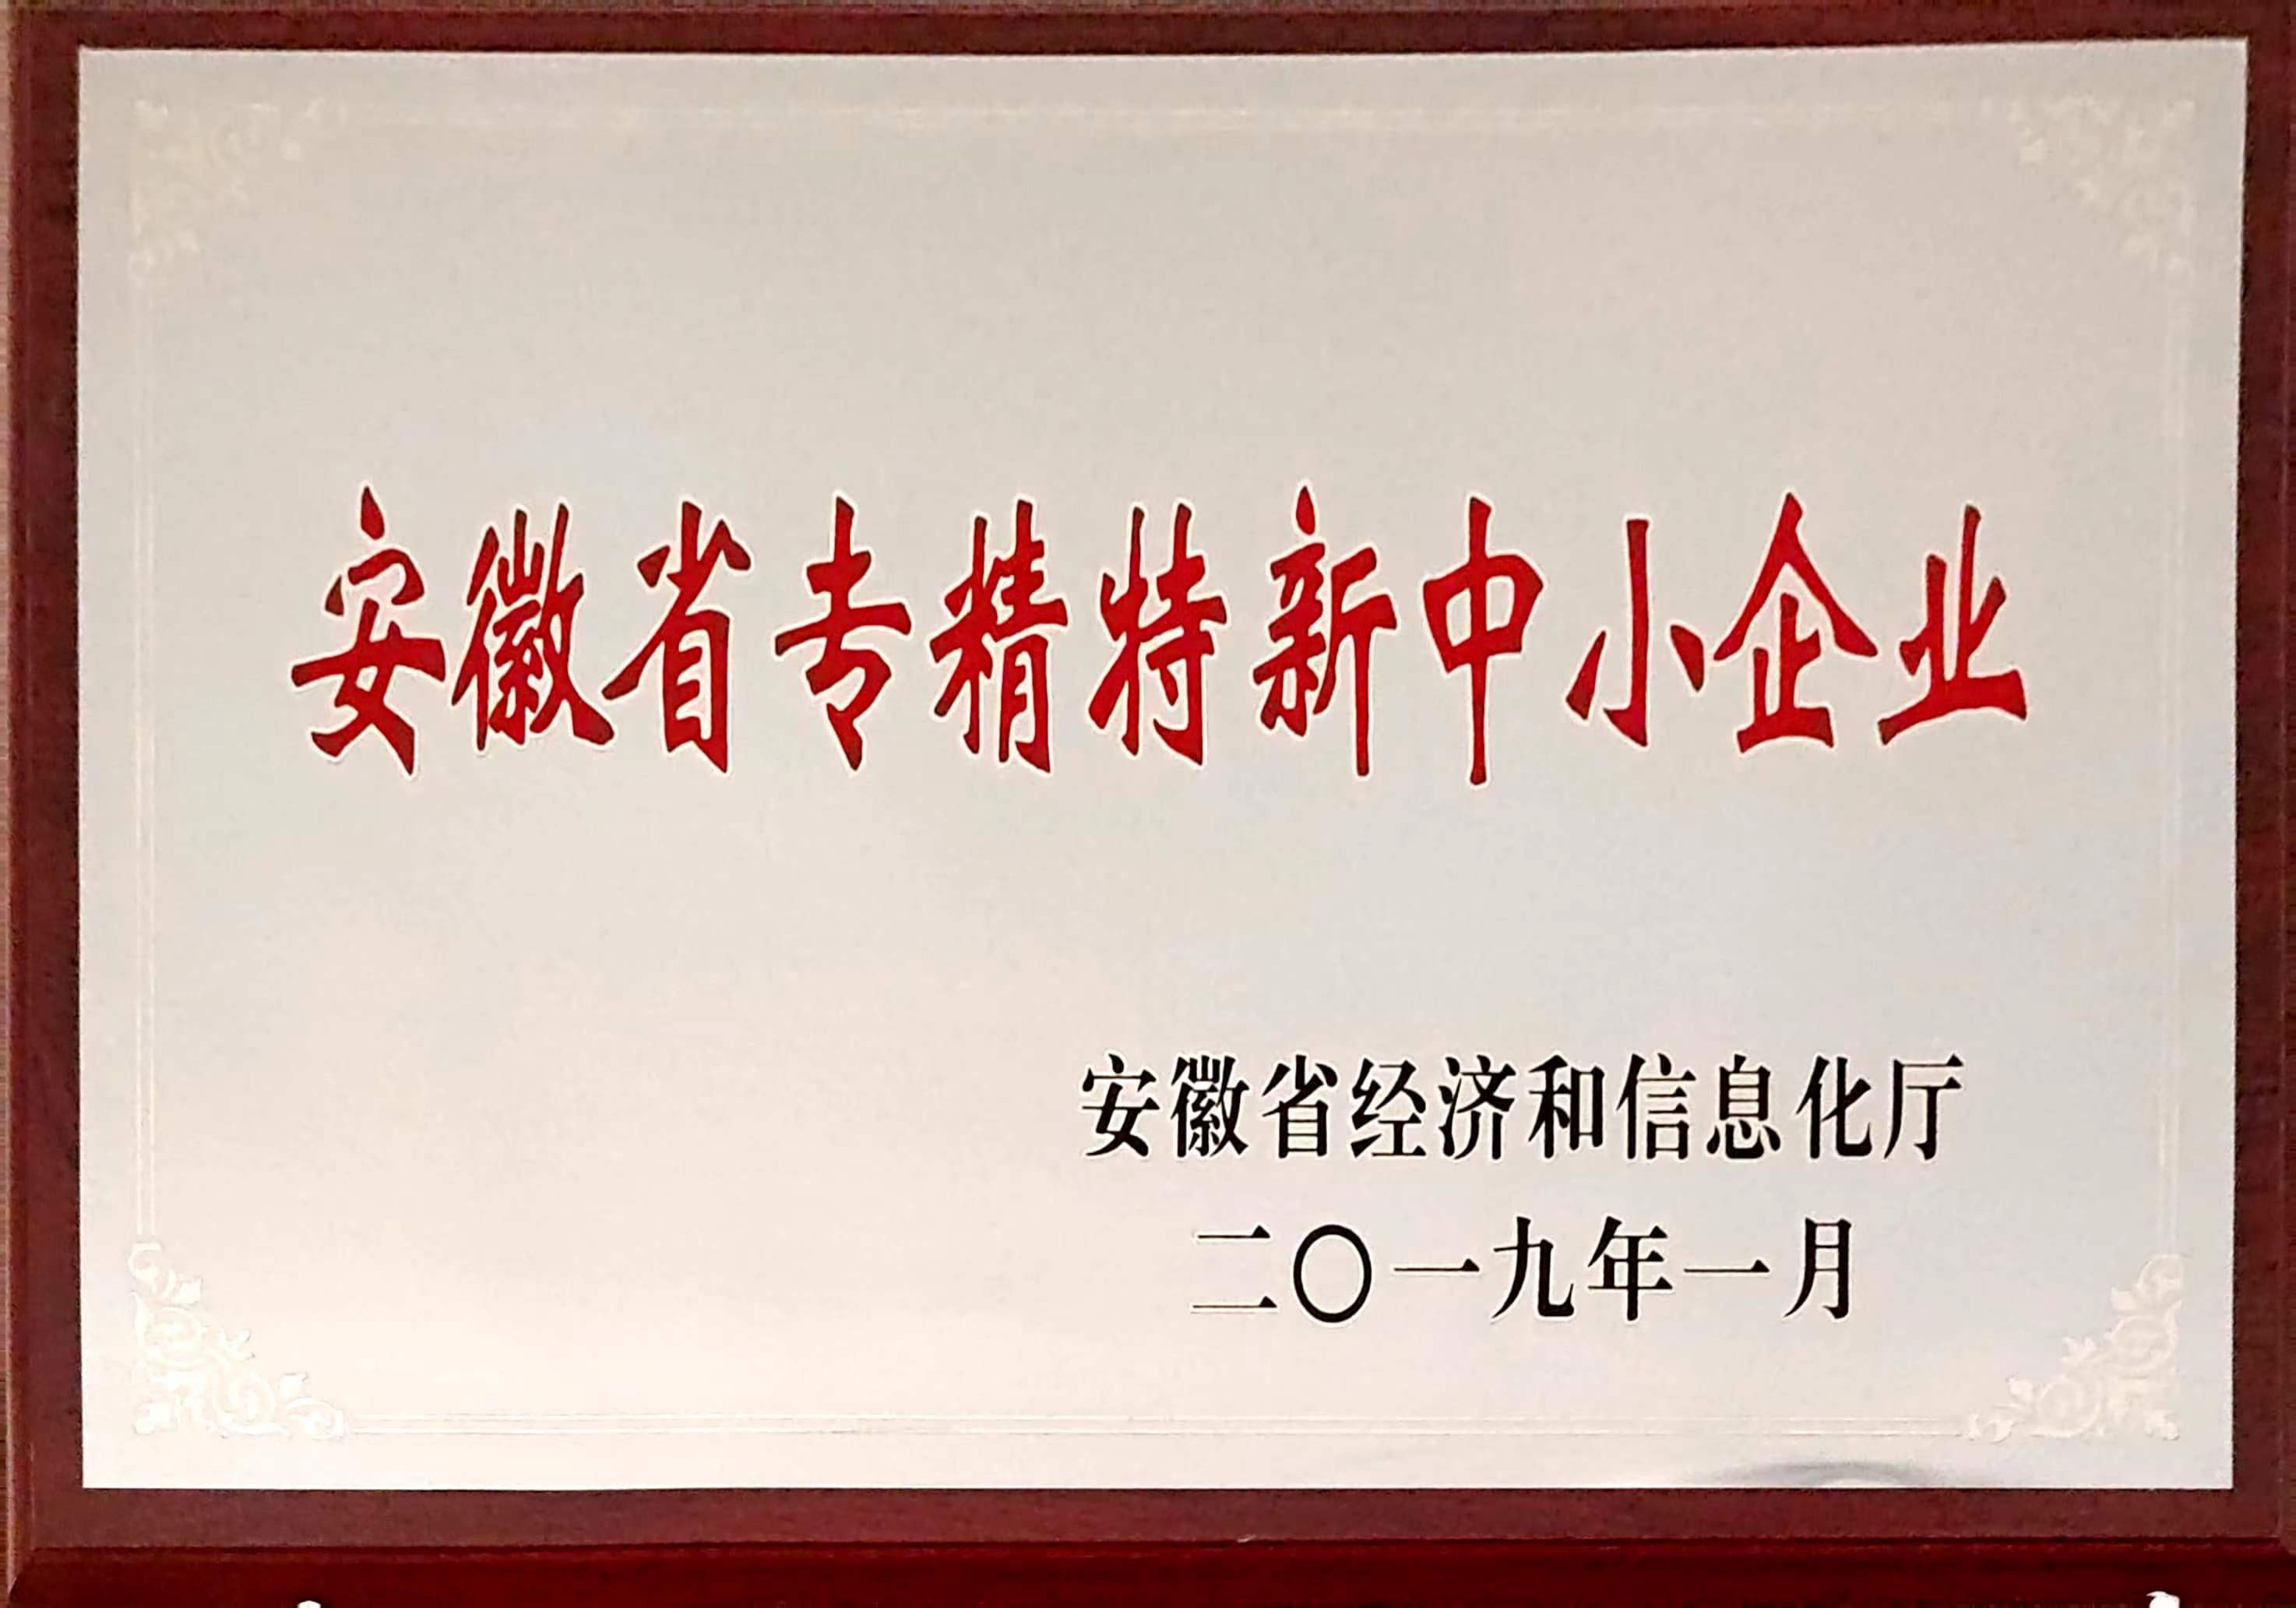 安徽省专精特新中小企业
安徽省经济和信息化厅
二〇一九年一月